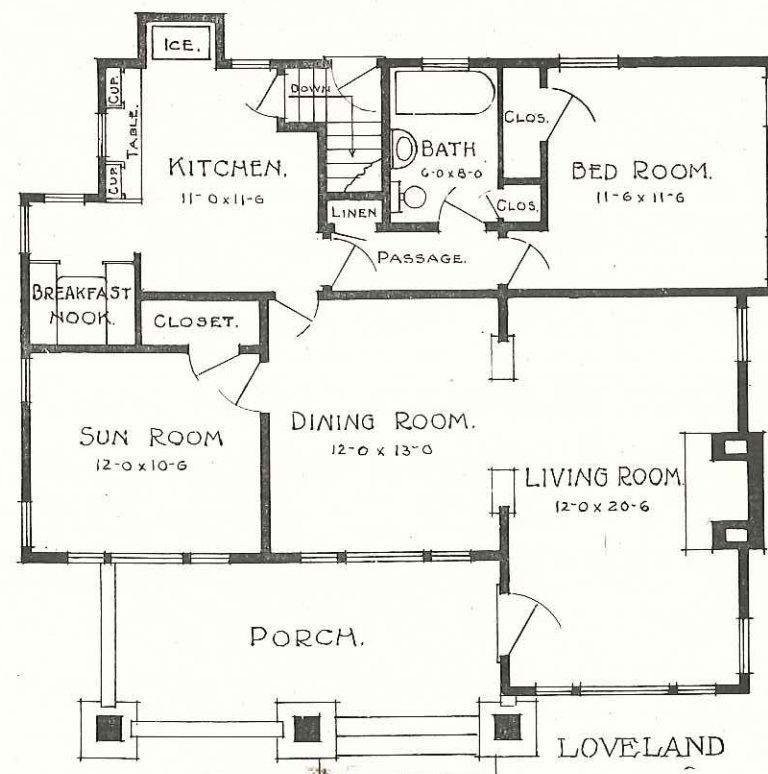 ICE.
CUP.
TABLE.
CUP.
KITCHEN.
11-0 x 11-6
DOWN
LINEN
BATH
6-0 x 8-0
CLOS.
CLOS.
BED ROOM.
11-6 x 11-6
PASSAGE.
BREAKFAST
NOOK.
CLOSET.
SUN ROOM
12-0 x 10-6
DINING ROOM.
12-0 x 13-0
LIVING ROOM
12-0 x 20-6
PORCH.
LOVELAND